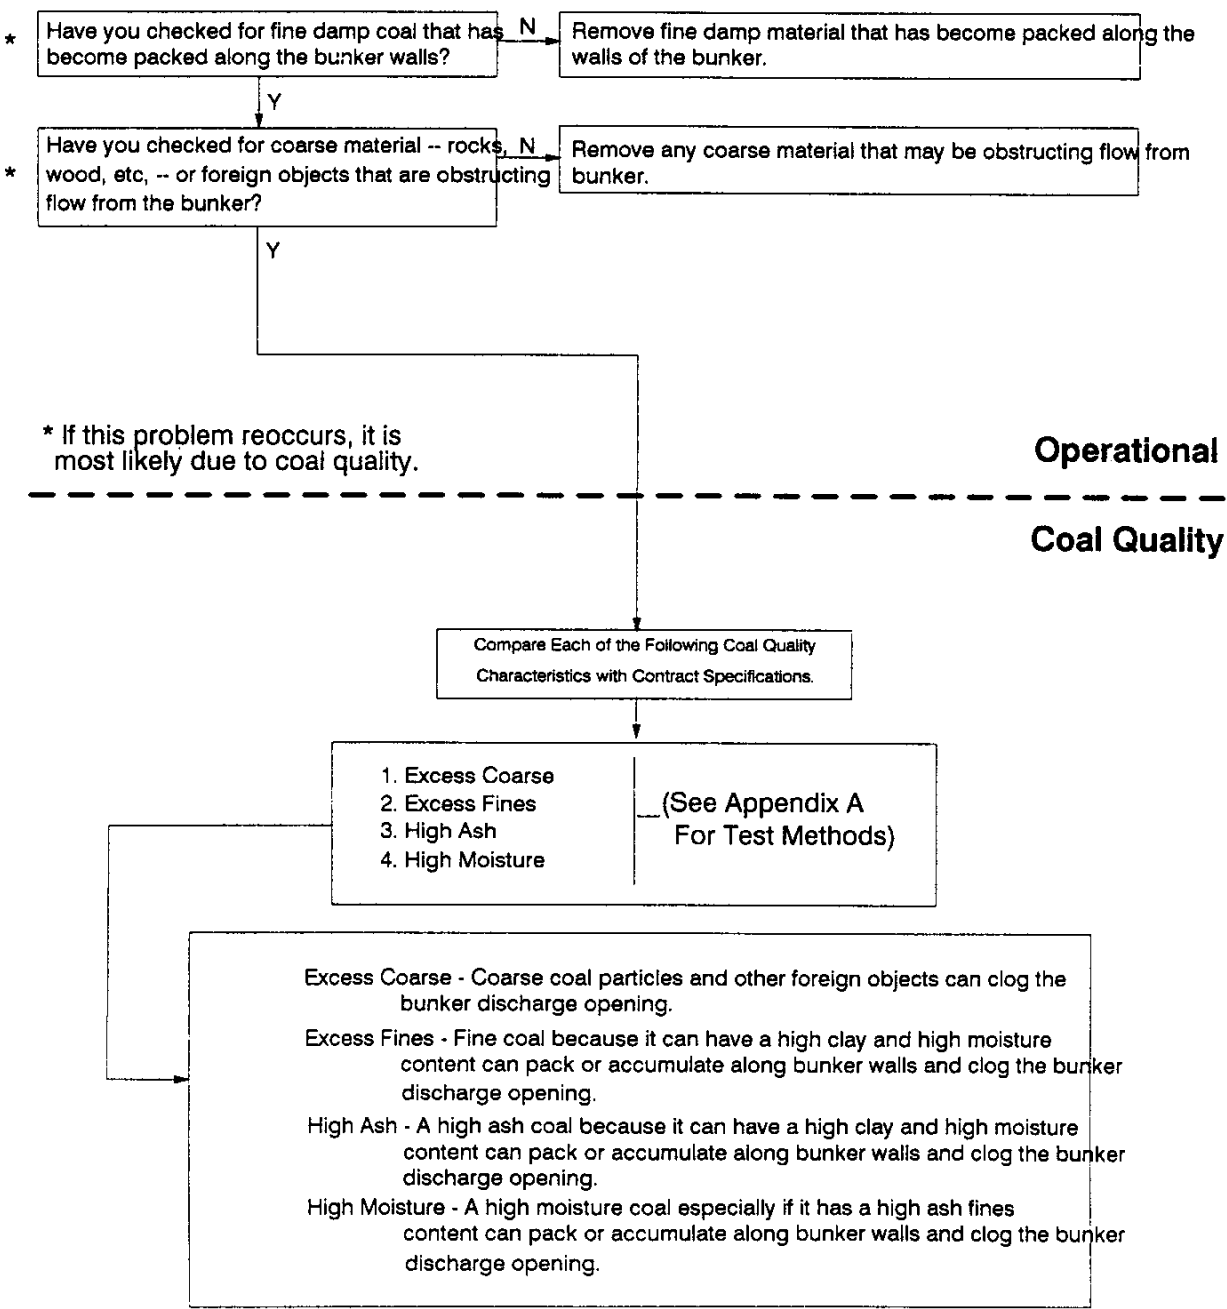 * Have you checked for fine damp coal that has N Remove fine damp material that has become packed along the
become packed along the bunker walls? walls of the bunker.
Y
Have you checked for coarse material -- rocks, N Remove any coarse material that may be obstructing flow from
* wood, etc, -- or foreign objects that are obstructing bunker.
flow from the bunker?
Y
* If this problem reoccurs, it is
most likely due to coal quality.
Operational
Coal Quality
Compare Each of the Following Coal Quality
Characteristics with Contract Specifications.
1. Excess Coarse
2. Excess Fines
3. High Ash
4. High Moisture
(See Appendix A
For Test Methods)
Excess Coarse - Coarse coal particles and other foreign objects can clog the
bunker discharge opening.
Excess Fines - Fine coal because it can have a high clay and high moisture
content can pack or accumulate along bunker walls and clog the bunker
discharge opening.
High Ash - A high ash coal because it can have a high clay and high moisture
content can pack or accumulate along bunker walls and clog the bunker
discharge opening.
High Moisture - A high moisture coal especially if it has a high ash fines
content can pack or accumulate along bunker walls and clog the bunker
discharge opening.